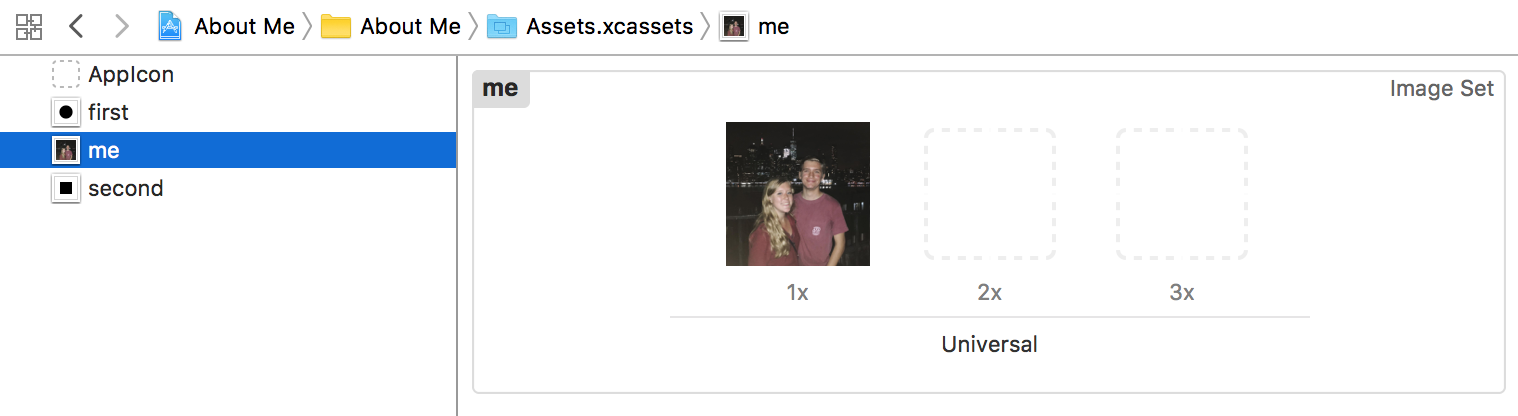 About Me About Me Assets.xcassets me
AppIcon
first
me
second
me Image Set
1x 2x 3x
Universal